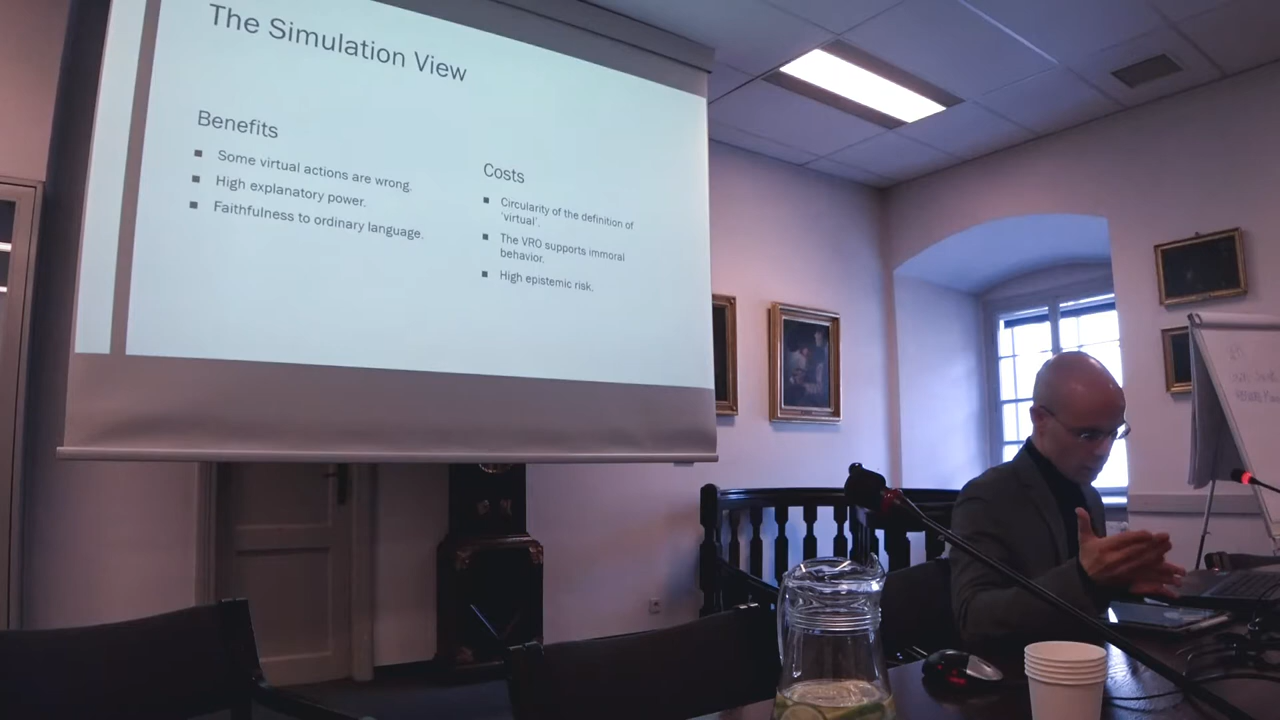 The Simulation View
Benefits
Some virtual actions are wrong.
High explanatory power.
Faithfulness to ordinary language.
Costs
Circularity of the definition of
'virtual'.
The VRO supports immoral
behavior.
High epistemic risk.